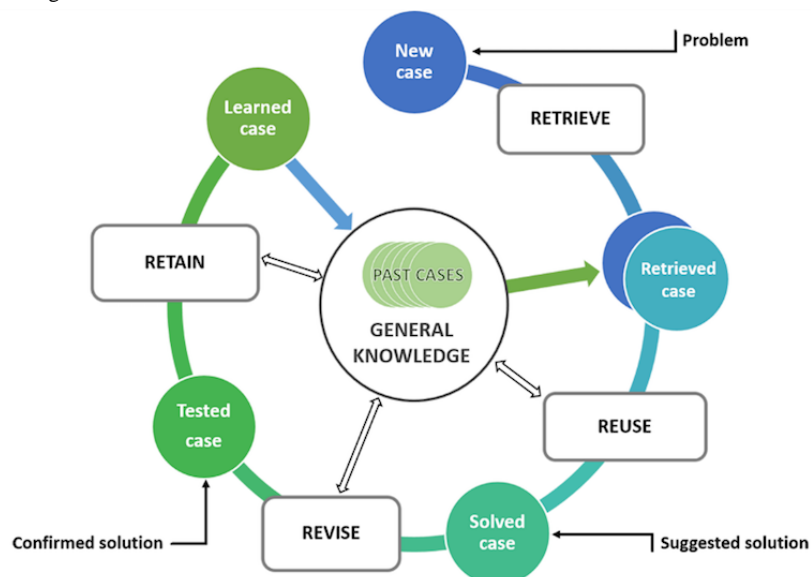 New
case
Problem
RETRIEVE
Learned
case
RETAIN
PAST CASES
GENERAL
KNOWLEDGE
Retrieved
case
Tested
case
REUSE
REVISE
Solved
case
Confirmed solution
Suggested solution